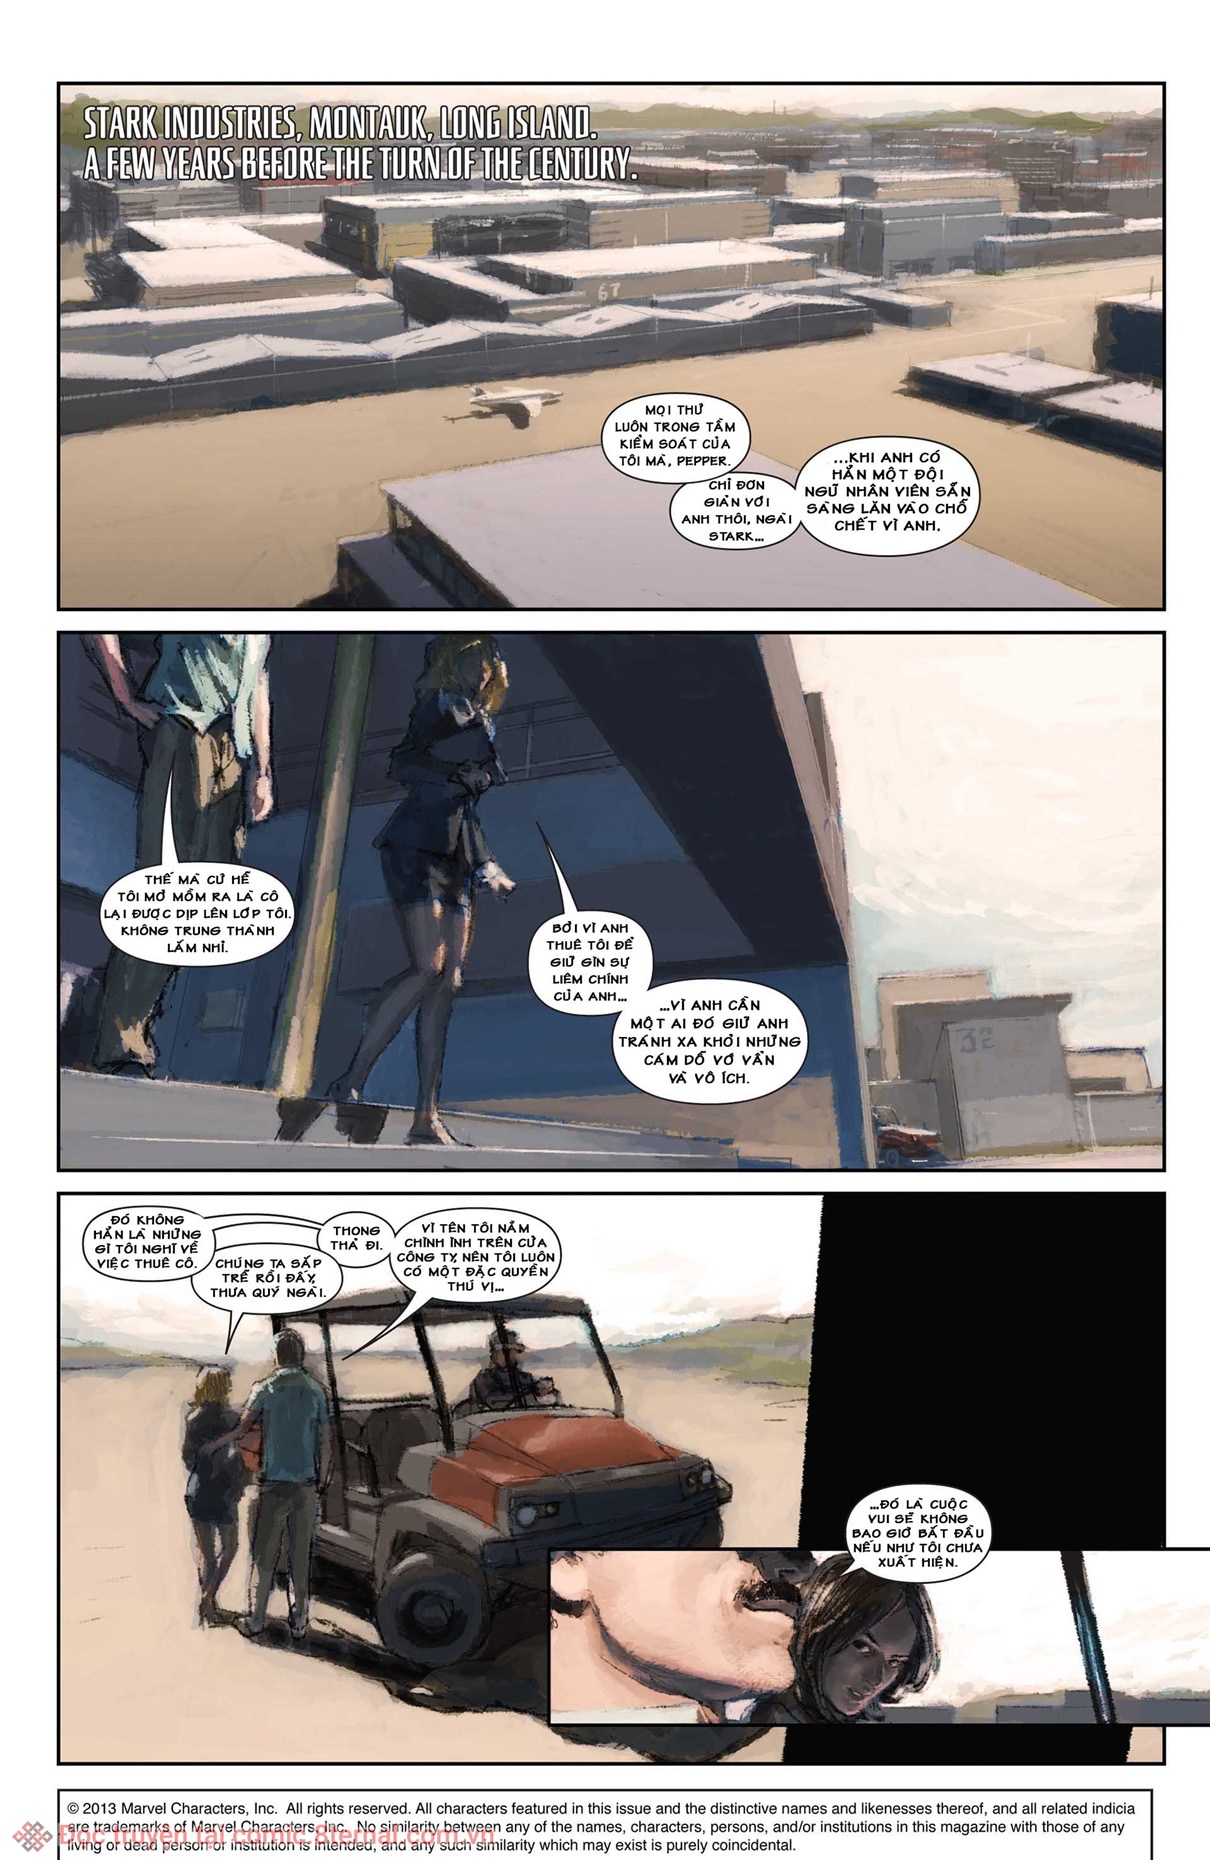 STARK INDUSTRIES, MONTAUK, LONG ISLAND.
A FEW YEARS BEFORE THE TURN OF THE CENTURY.
67
MỌI THỨ
LUÔN TRONG TẦM
KIỂM SOÁT CỦA
TÔI MÀ, PEPPER.
CHỈ ĐƠN
GIẢN VỚI
ANH THÔI, NGÀI
STARK...
...KHI ANH CÓ
HẲN MỘT ĐỘI
NGŨ NHÂN VIÊN SẴN
SÀNG LĂN VÀO CHỖ
CHẾT VÌ ANH.
THẾ MÀ CỨ HỄ
TÔI MỞ MỒM RA LÀ CÔ
LẠI ĐƯỢC DỊP LÊN LỚP TÔI.
KHÔNG TRUNG THÀNH
LẮM NHỈ.
BỞI VÌ ANH
THUÊ TÔI ĐỂ
GIỮ GÌN SỰ
LIÊM CHÍNH
CỦA ANH...
...VÌ ANH CẦN
MỘT AI ĐÓ GIỮ ANH
TRÁNH XA KHỎI NHỮNG
CÁM DỖ VỚ VẨN
VÀ VÔ ÍCH.
32
ĐÓ KHÔNG
HẲN LÀ NHỮNG
GÌ TÔI NGHĨ VỀ
VIỆC THUÊ CÔ.
CHÚNG TA SẮP
TRỄ RỒI ĐẤY,
THƯA QUÝ NGÀI.
THONG
THẢ ĐI.
VÌ TÊN TÔI NẰM
CHÌNH ÌNH TRÊN CỬA
CÔNG TY, NÊN TÔI LUÔN
CÓ MỘT ĐẶC QUYỀN
THÚ VỊ...
...ĐÓ LÀ CUỘC
VUI SẼ KHÔNG
BAO GIỜ BẮT ĐẦU
NẾU NHƯ TÔI CHƯA
XUẤT HIỆN.
© 2013 Marvel Characters, Inc. All rights reserved. All characters featured in this issue and the distinctive names and likenesses thereof, and all related indicia
are trademarks of Marvel Characters, Inc. No similarity between any of the names, characters, persons, and/or institutions in this magazine with those of any
living or dead person or institution is intended, and any such similarity which may exist is purely coincidental.
Đọc truyện tại comic.8ternal.com.vn